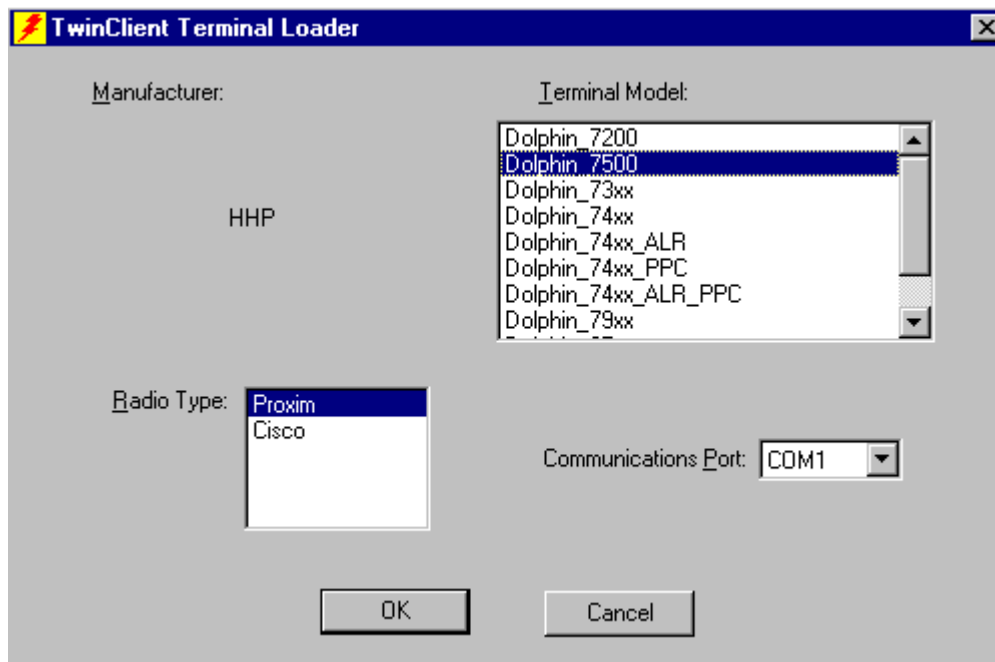 TwinClient Terminal Loader
Manufacturer:
Terminal Model:
HHP
Dolphin_7200
Dolphin_7500
Dolphin_73xx
Dolphin_74xx
Dolphin_74xx_ALR
Dolphin_74xx_PPC
Dolphin_74xx_ALR_PPC
Dolphin_79xx
Radio Type:
Proxim
Cisco
Communications Port:
COM1
OK
Cancel